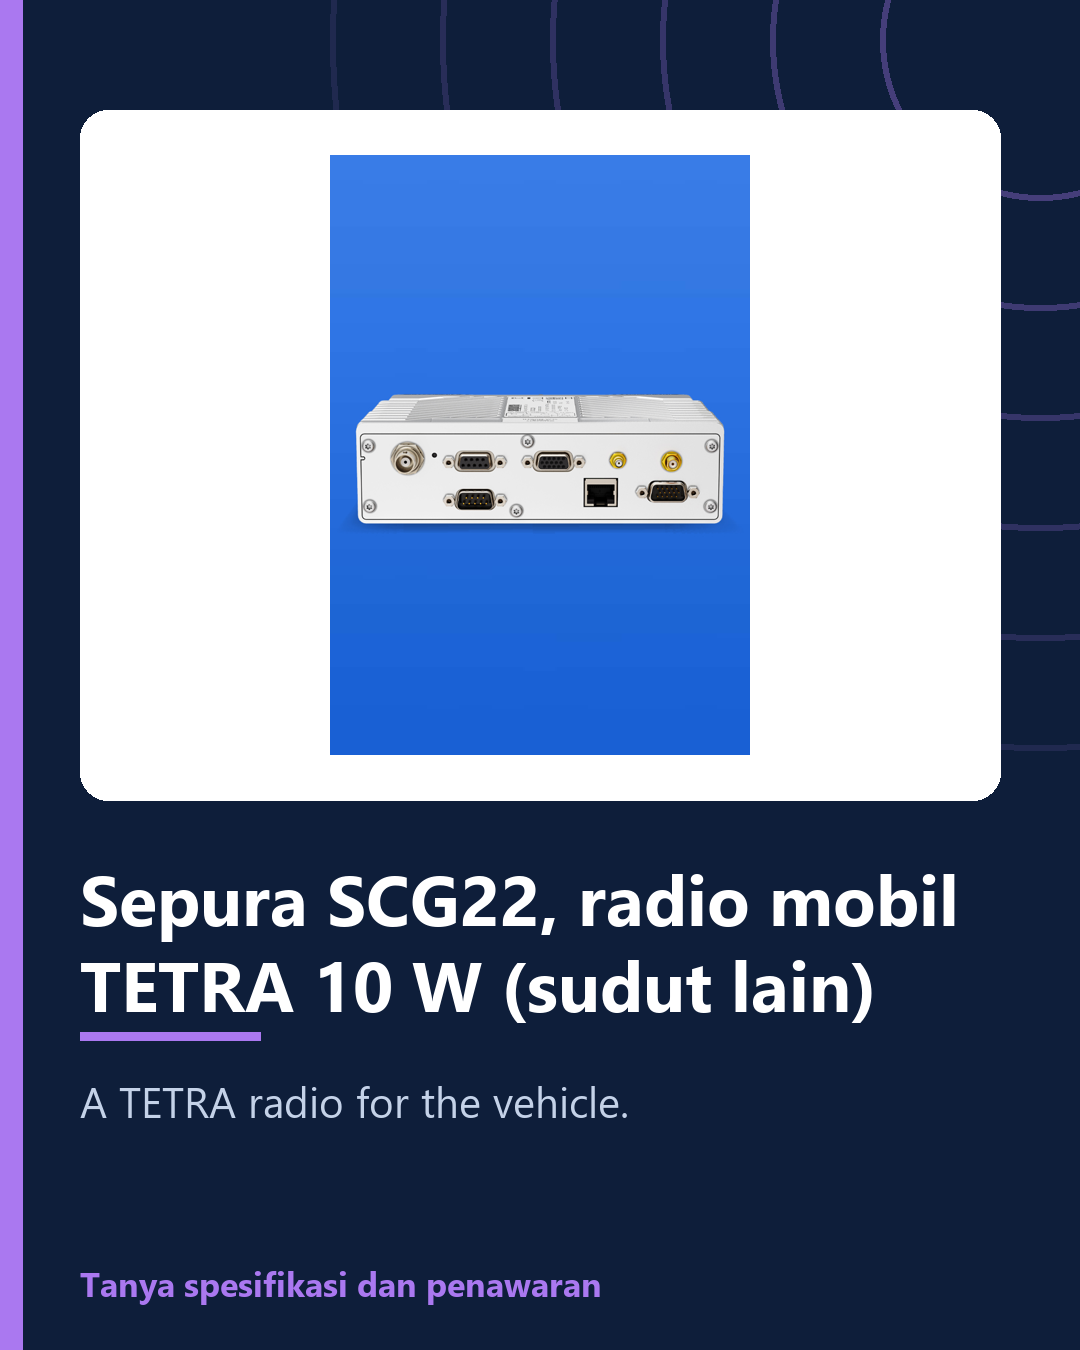 Sepura SCG22, radio mobil
TETRA 10 W (sudut lain)
A TETRA radio for the vehicle.
Tanya spesifikasi dan penawaran